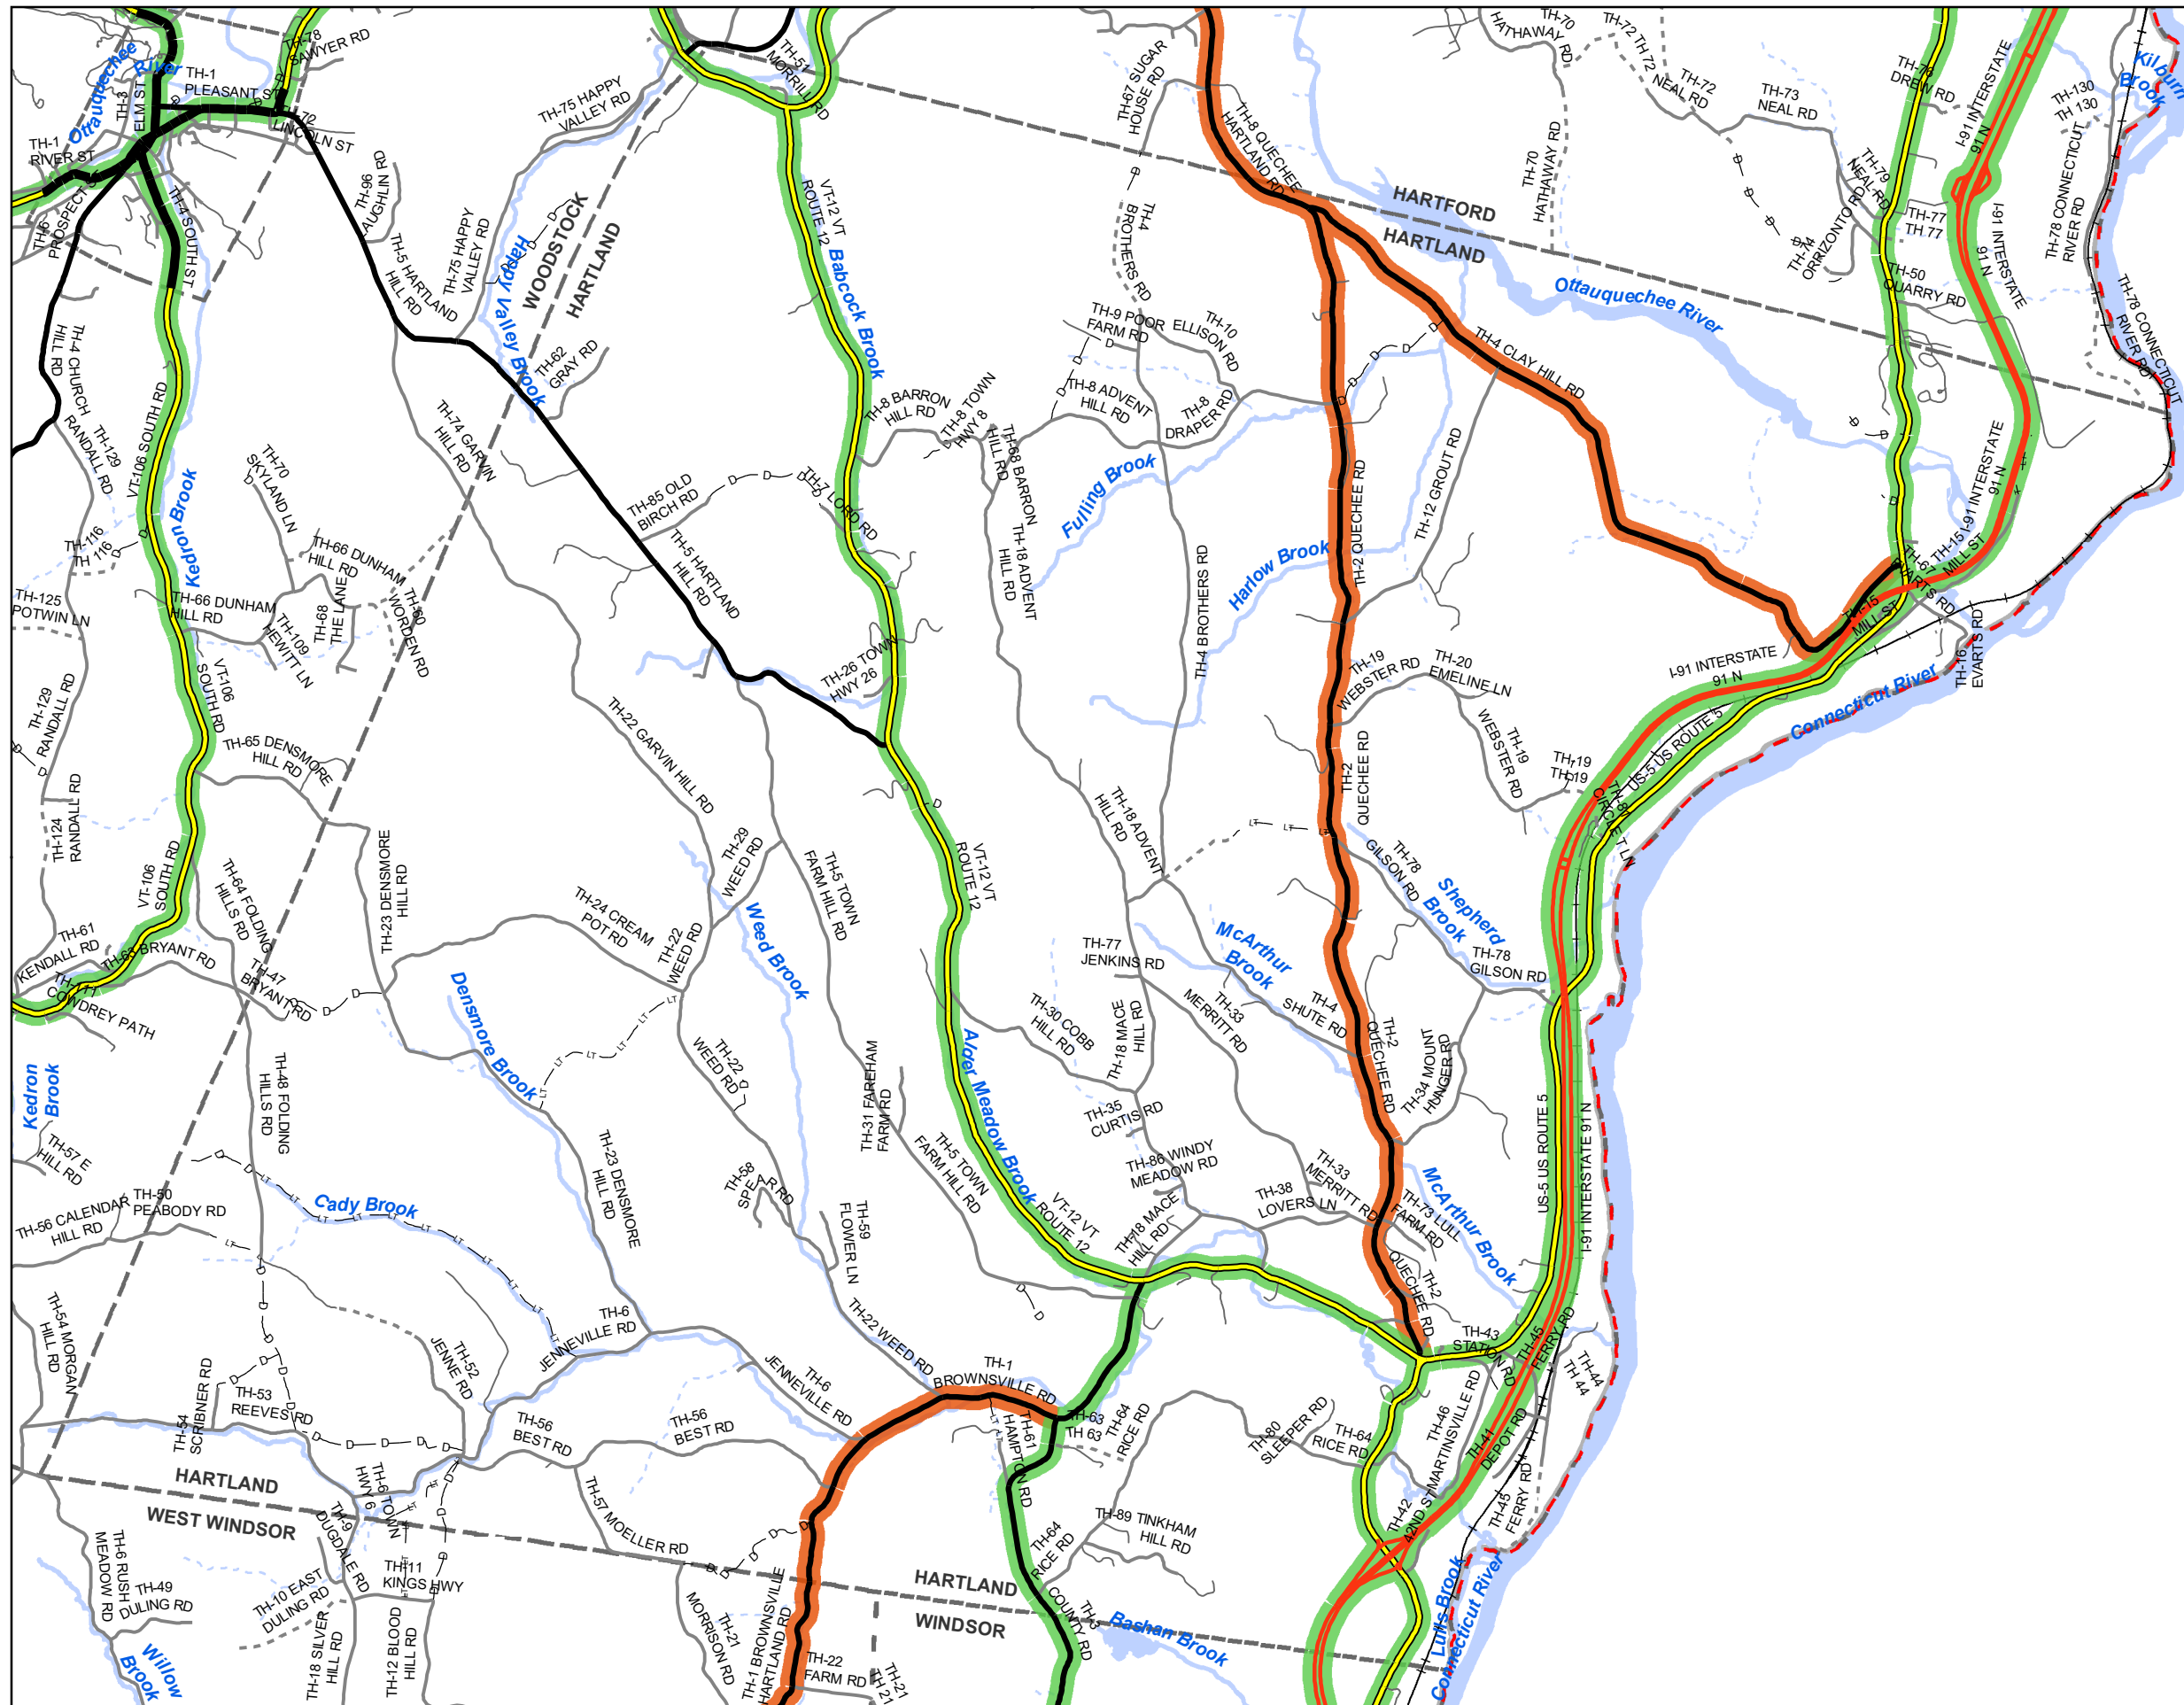 Ottauquechee
River
TH-78
SAWYER RD
TH-1
PLEASANT ST
TH-3
ELM ST
TH-72
LINCOLN ST
TH-1
RIVER ST
TH-6
PROSPECT
TH-4 SOUTH ST
TH-96
LAUGHLIN RD
TH-5 HARTLAND
HILL RD
TH-75 HAPPY
VALLEY RD
TH-75 HAPPY
VALLEY RD
Happy Valley Brook
WOODSTOCK
HARTLAND
TH-51
MORRILL RD
VT-12 VT
ROUTE 12
Babcock Brook
TH-67 SUGAR
HOUSE RD
TH-8 QUECHEE
HARTLAND RD
TH-70
HATHAWAY RD
TH-72 TH 72
TH-72
NEAL RD
TH-73
NEAL RD
TH-76
DREW RD
I-91 INTERSTATE
91 N
TH-130
TH 130
Kilburn
Brook
TH-70
HATHAWAY RD
TH-79
NEAL RD
TH-77
TH 77
TH-74
ORRIZONTO RD
TH-78 CONNECTICUT
RIVER RD
I-91 INTERSTATE
91 N
TH-50
QUARRY RD
TH-78 CONNECTICUT
RIVER RD
HARTFORD
HARTLAND
Ottauquechee River
TH-4
BROTHERS RD
TH-9 POOR
FARM RD
TH-10
ELLISON RD
TH-4 CLAY HILL RD
TH-4 CHURCH
HILL RD
TH-129
RANDALL RD
VT-106 SOUTH RD
Kedron Brook
TH-62
GRAY RD
TH-74 GARVIN
HILL RD
TH-70
SKYLAND LN
TH-8 BARRON
HILL RD
TH-8 TOWN
HWY 8
TH-68 BARRON
HILL RD
TH-8 ADVENT
HILL RD
TH-8
DRAPER RD
Fulling Brook
TH-2 QUECHEE RD
TH-12 GROUT RD
I-91 INTERSTATE
91 N
TH-85 OLD
BIRCH RD
TH-7 LORD RD
TH-116
TH 116
TH-66 DUNHAM
HILL RD
TH-5 HARTLAND
HILL RD
TH-18 ADVENT
HILL RD
TH-4 BROTHERS RD
Harlow Brook
TH-67
EVARTS RD
TH-15
MILL ST
TH-15
MILL ST
TH-16
EVARTS RD
TH-125
POTWIN LN
TH-66 DUNHAM
HILL RD
TH-109
HEWITT LN
TH-68
THE LANE
TH-60
WORDEN RD
TH-26 TOWN
HWY 26
TH-19
WEBSTER RD
TH-20
EMELINE LN
I-91 INTERSTATE
91 N
Connecticut River
TH-129
RANDALL RD
VT-106
SOUTH RD
TH-65 DENSMORE
HILL RD
TH-22 GARVIN HILL RD
TH-2
QUECHEE RD
TH-19
WEBSTER RD
TH-19
TH 19
US-5 US ROUTE 5
TH-87
CIRCLE LN
TH-124
RANDALL RD
TH-18 ADVENT
HILL RD
VT-106
SOUTH RD
TH-64 FOLDING
HILLS RD
TH-23 DENSMORE
HILL RD
TH-24 CREAM
POT RD
TH-29
WEED RD
TH-22
WEED RD
Weed Brook
TH-5 TOWN
FARM HILL RD
VT-12 VT
ROUTE 12
TH-78
GILSON RD
Shepherd
Brook
TH-61
KENDALL RD
TH-63 BRYANT RD
TH-47
BRYANT RD
TH-111
COWDREY PATH
TH-77
JENKINS RD
McArthur
Brook
TH-78
GILSON RD
Densmore Brook
TH-30 COBB
HILL RD
TH-18 MACE
HILL RD
TH-33
MERRITT RD
TH-4
SHUTE RD
TH-2
QUECHEE RD
TH-34 MOUNT
HUNGER RD
Kedron
Brook
TH-48 FOLDING
HILLS RD
TH-22
WEED RD
TH-31 FAREHAM
FARM RD
Alder Meadow Brook
TH-35
CURTIS RD
US-5 US ROUTE 5
I-91 INTERSTATE 91 N
TH-57 E
HILL RD
TH-23 DENSMORE
HILL RD
TH-58
SPEAR RD
TH-5 TOWN
FARM HILL RD
TH-86 WINDY
MEADOW RD
TH-33
MERRITT RD
McArthur Brook
TH-56 CALENDAR
HILL RD
TH-50
PEABODY RD
Cady Brook
TH-59
FLOWER LN
VT-12 VT
ROUTE 12
TH-18 MACE
HILL RD
TH-38
LOVERS LN
TH-73 LULL
FARM RD
TH-2
QUECHEE RD
TH-54 MORGAN
HILL RD
TH-52
JENNE RD
TH-6
JENNEVILLE RD
TH-22 WEED RD
TH-43
STATION RD
TH-45
FERRY RD
TH-44
TH 44
TH-54
SCRIBNER RD
TH-53
REEVES RD
TH-56
BEST RD
TH-56
BEST RD
TH-6
JENNEVILLE RD
TH-1
BROWNSVILLE RD
TH-61
HAMPTON RD
TH-63
TH 63
TH-64
RICE RD
TH-80
SLEEPER RD
TH-64
RICE RD
TH-46
MARTINSVILLE RD
TH-41
DEPOT RD
HARTLAND
WEST WINDSOR
TH-6 TOWN
HWY 6
TH-9
DUGDALE RD
TH-57 MOELLER RD
TH-89 TINKHAM
HILL RD
TH-42
42ND ST
TH-45
FERRY RD
TH-6 RUSH
MEADOW RD
TH-49
DULING RD
TH-10 EAST
DULING RD
TH-11
KINGS HWY
TH-64
RICE RD
HARTLAND
WINDSOR
TH-3
COUNTY RD
Bashan Brook
Lulls Brook
Connecticut River
Willow
Brook
TH-18 SILVER
HILL RD
TH-12 BLOOD
HILL RD
TH-21
MORRISON RD
TH-1 BROWNSVILLE
HARTLAND RD
TH-22
FARM RD
TH-21
TH 21